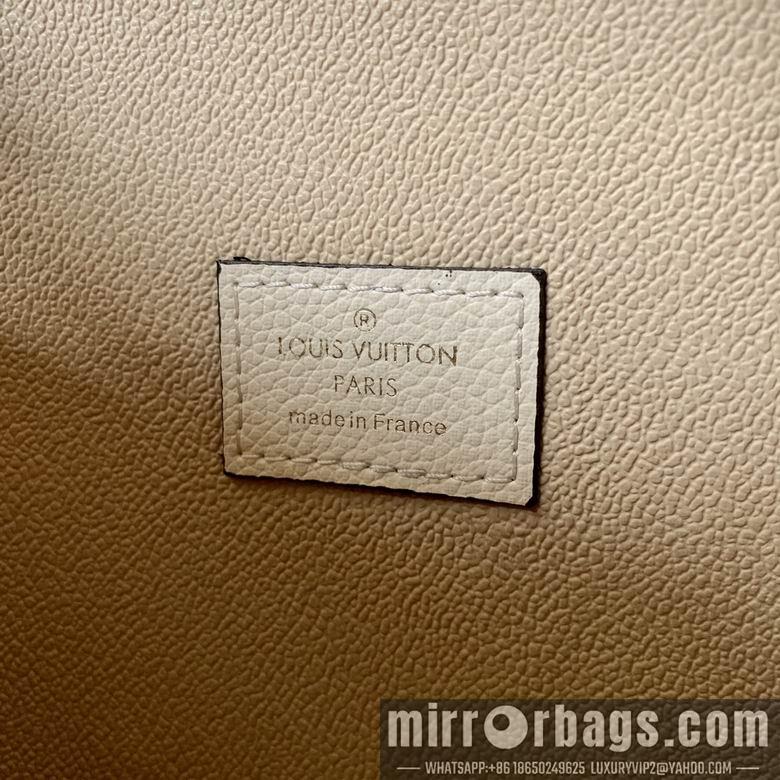 ®
LOUIS VUITTON
PARIS
made in France
mirrorbags.com
WHATSAPP:+86 18650249625 LUXURYVIP2@YAHOO.COM